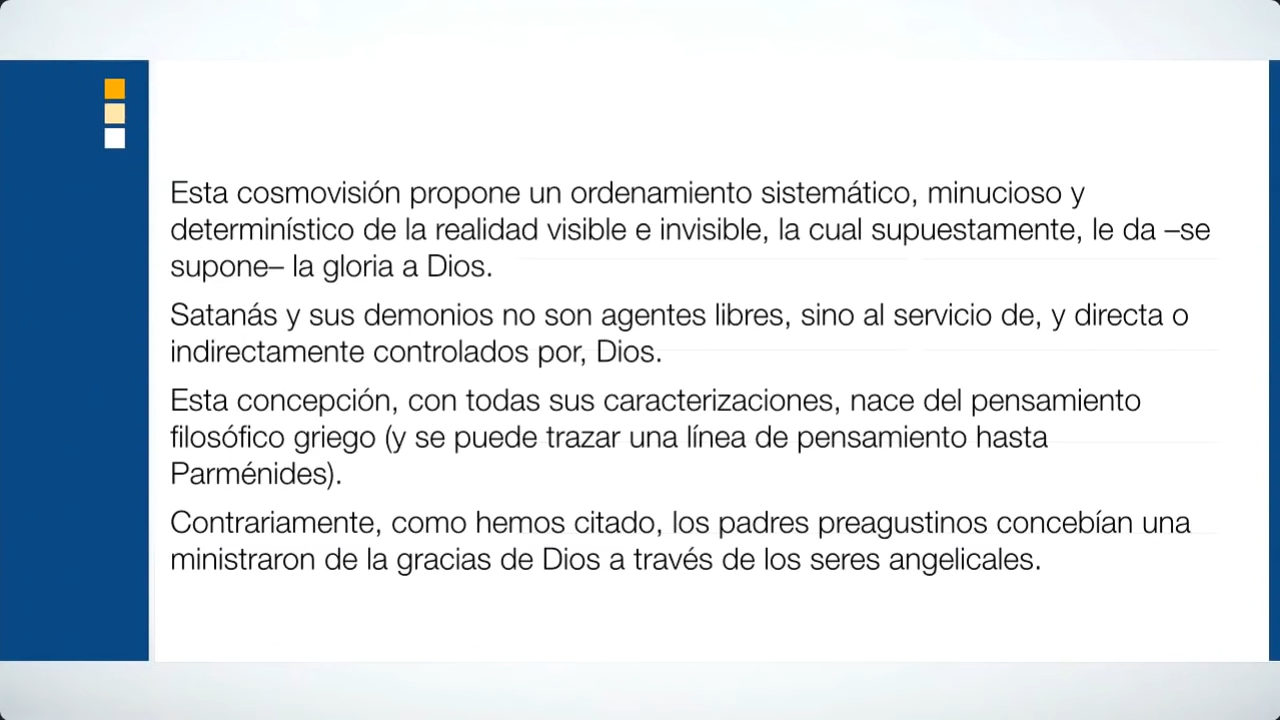 Esta cosmovisión propone un ordenamiento sistemático, minucioso y
determinístico de la realidad visible e invisible, la cual supuestamente, le da –se
supone– la gloria a Dios.
Satanás y sus demonios no son agentes libres, sino al servicio de, y directa o
indirectamente controlados por, Dios.
Esta concepción, con todas sus caracterizaciones, nace del pensamiento
filosófico griego (y se puede trazar una línea de pensamiento hasta
Parménides).
Contrariamente, como hemos citado, los padres preagustinos concebían una
ministraron de la gracias de Dios a través de los seres angelicales.